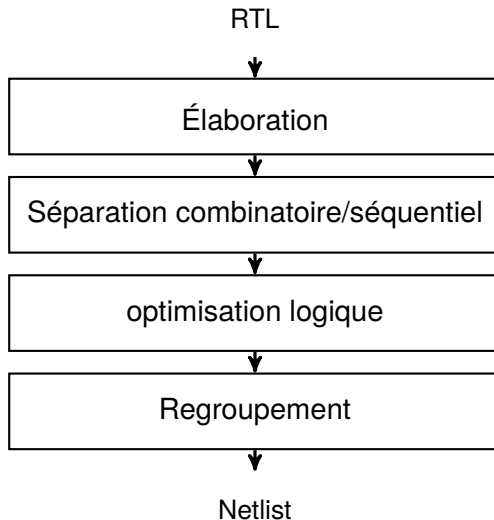 RTL
Élaboration
Séparation combinatoire/séquentiel
optimisation logique
Regroupement
Netlist